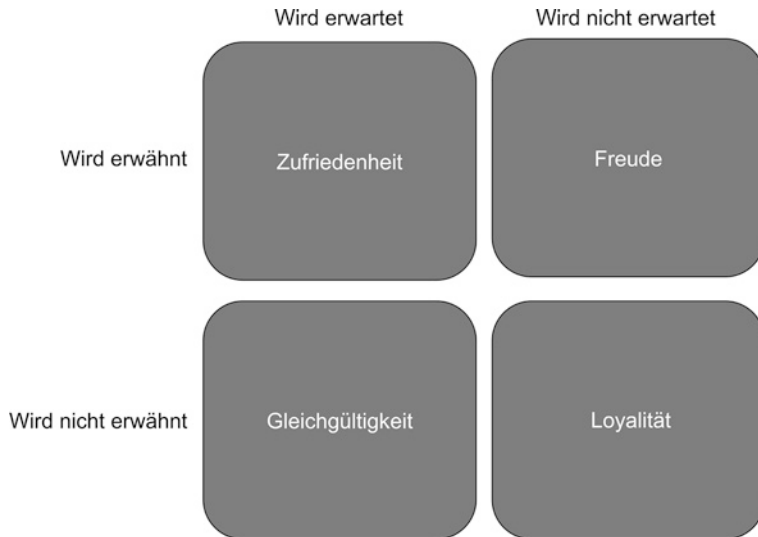 Wird erwartet
Wird nicht erwartet
Wird erwähnt
Zufriedenheit
Freude
Wird nicht erwähnt
Gleichgültigkeit
Loyalität